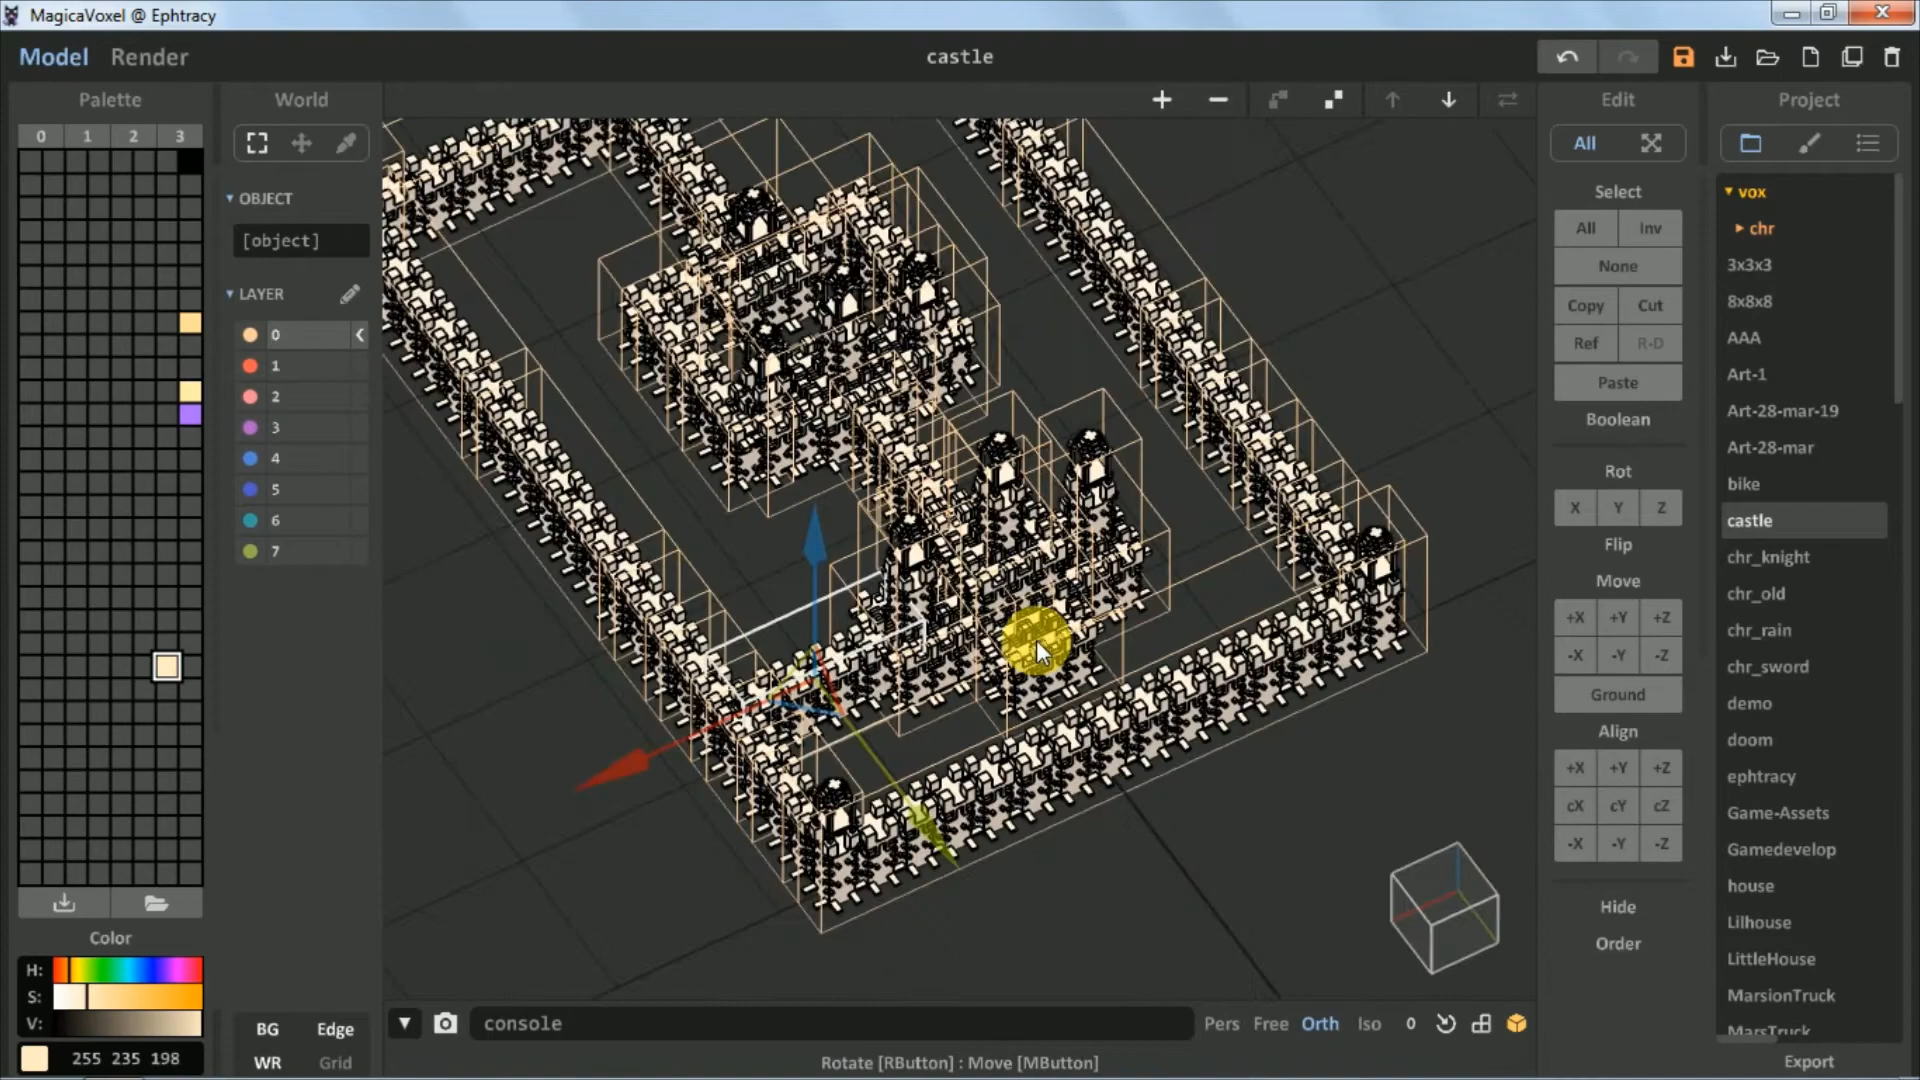 MagicaVoxel @ Ephtracy
Model Render
castle
Palette
0 1 2 3
Color
H:
S:
V:
255 235 198
World
OBJECT
[object]
LAYER
0
1
2
3
4
5
6
7
BG Edge
WR Grid
console
Pers Free Orth Iso 0
Rotate [RButton] : Move [MButton]
Edit
All
Select
All Inv
None
Copy Cut
Ref R-D
Paste
Boolean
Rot
X Y Z
Flip
Move
+X +Y +Z
-X -Y -Z
Ground
Align
+X +Y +Z
cX cY cZ
-X -Y -Z
Hide
Order
Project
vox
chr
3x3x3
8x8x8
AAA
Art-1
Art-28-mar-19
Art-28-mar
bike
castle
chr_knight
chr_old
chr_rain
chr_sword
demo
doom
ephtracy
Game-Assets
Gamedevelop
house
Lilhouse
LittleHouse
MarsionTruck
MarsTruck
Export